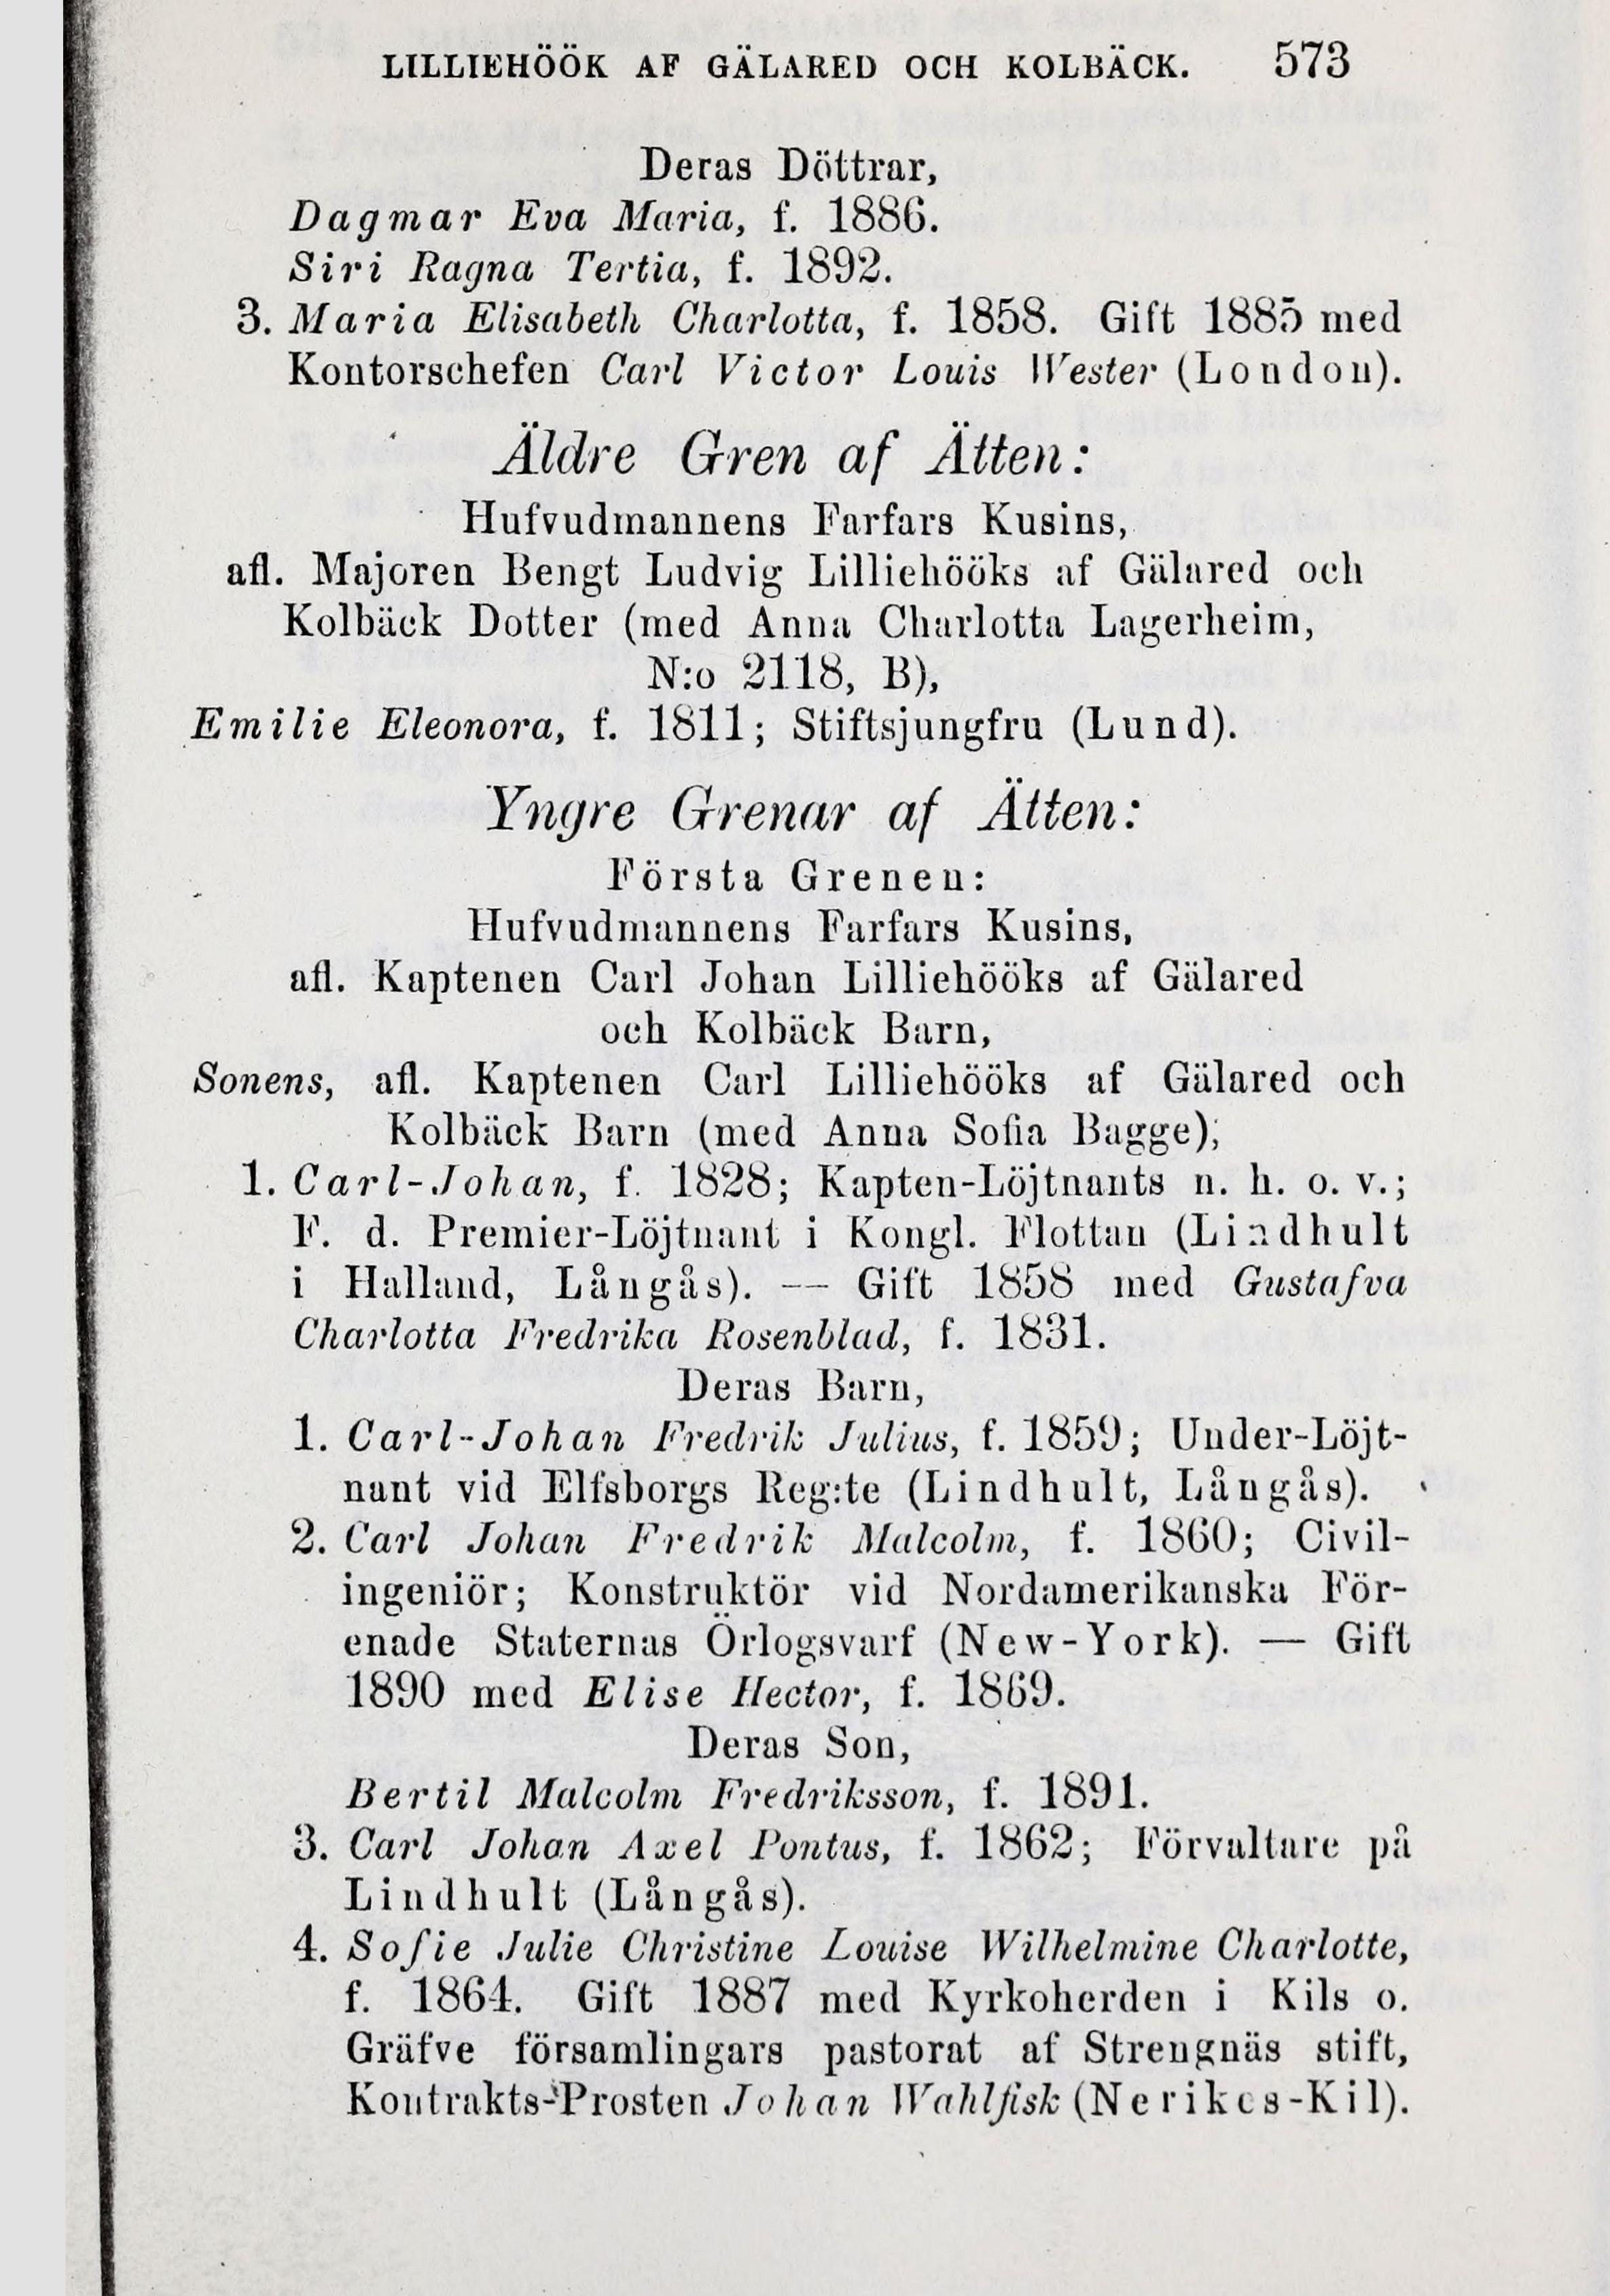 LILLIEHÖÖK AF GÄLARED OCH KOLBÄCK. 573
Deras Döttrar,
Dagmar Eva Maria, f. 1886.
Siri Ragna Tertia, f. 1892.
3. Maria Elisabeth Charlotta, f. 1858. Gift 1885 med
Kontorschefen Carl Victor Louis Wester (London).
Äldre Gren af Ätten:
Hufvudmannens Farfars Kusins,
afl. Majoren Bengt Ludvig Lilliehööks af Gälared och
Kolbäck Dotter (med Anna Charlotta Lagerheim,
N:o 2118, B),
Emilie Eleonora, f. 1811; Stiftsjungfru (Lund).
Yngre Grenar af Ätten:
Första Grenen:
Hufvudmannens Farfars Kusins,
afl. Kaptenen Carl Johan Lilliehööks af Gälared
och Kolbäck Barn,
Sonens, afl. Kaptenen Carl Lilliehööks af Gälared och
Kolbäck Barn (med Anna Sofia Bagge);
1. Carl-Johan, f. 1828; Kapten-Löjtnants n. h. o. v.;
F. d. Premier-Löjtnant i Kongl. Flottan (Lindhult
i Halland, Långås). — Gift 1858 med Gustafva
Charlotta Fredrika Rosenblad, f. 1831.
Deras Barn,
1. Carl-Johan Fredrik Julius, f. 1859; Under-Löjt-
nant vid Elfsborgs Reg:te (Lindhult, Långås).
2. Carl Johan Fredrik Malcolm, f. 1860; Civil-
ingeniör; Konstruktör vid Nordamerikanska För-
enade Staternas Örlogsvarf (New-York). — Gift
1890 med Elise Hector, f. 1869.
Deras Son,
Bertil Malcolm Fredriksson, f. 1891.
3. Carl Johan Axel Pontus, f. 1862; Förvaltare på
Lindhult (Långås).
4. Sofie Julie Christine Louise Wilhelmine Charlotte,
f. 1864. Gift 1887 med Kyrkoherden i Kils o.
Gräfve församlingars pastorat af Strengnäs stift,
Kontrakts-Prosten Johan Wahlfisk (Nerikes-Kil).